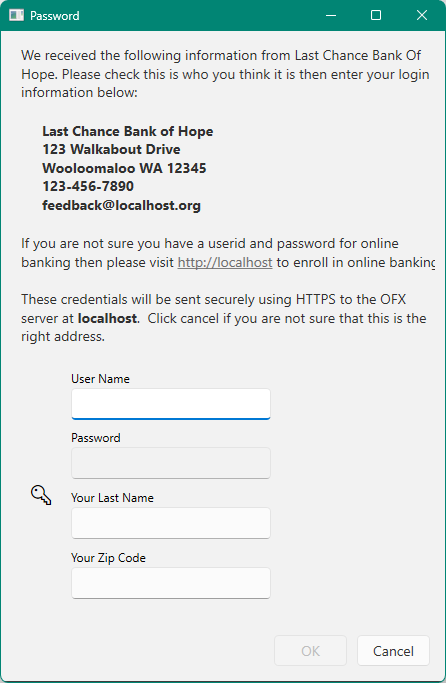 Password
We received the following information from Last Chance Bank Of
Hope. Please check this is who you think it is then enter your login
information below:
Last Chance Bank of Hope
123 Walkabout Drive
Wooloomaloo WA 12345
123-456-7890
feedback@localhost.org
If you are not sure you have a userid and password for online
banking then please visit http://localhost to enroll in online banking
These credentials will be sent securely using HTTPS to the OFX
server at localhost.  Click cancel if you are not sure that this is the
right address.
User Name
Password
Your Last Name
Your Zip Code
OK
Cancel